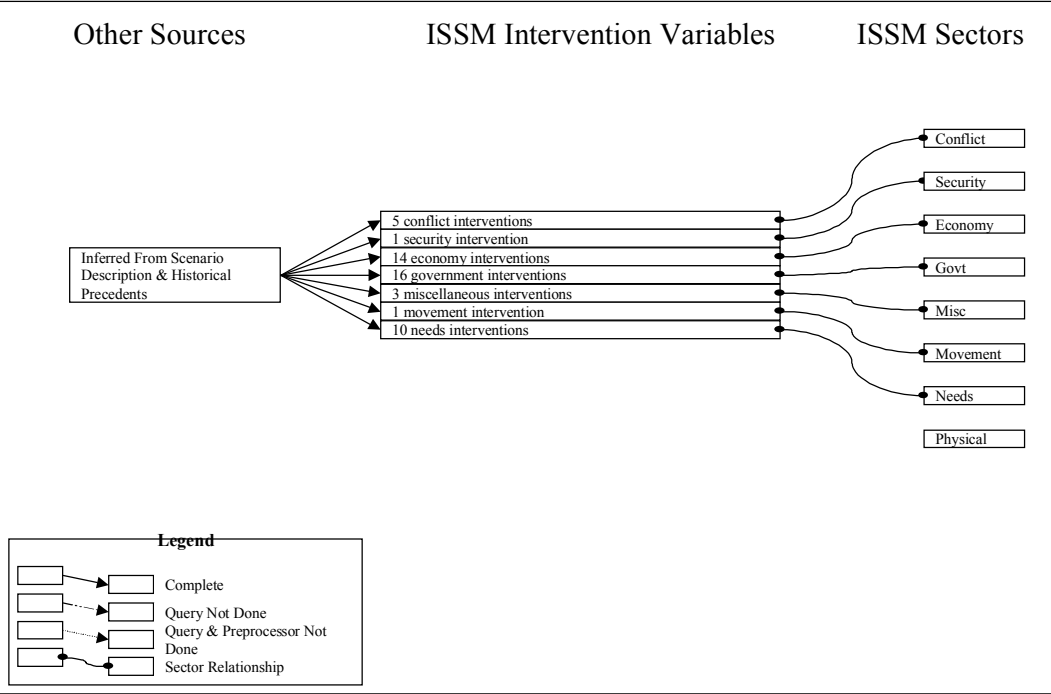 Other Sources
ISSM Intervention Variables
ISSM Sectors
Inferred From Scenario
Description & Historical
Precedents
5 conflict interventions
1 security intervention
14 economy interventions
16 government interventions
3 miscellaneous interventions
1 movement intervention
10 needs interventions
Conflict
Security
Economy
Govt
Misc
Movement
Needs
Physical
Legend
Complete
Query Not Done
Query & Preprocessor Not
Done
Sector Relationship